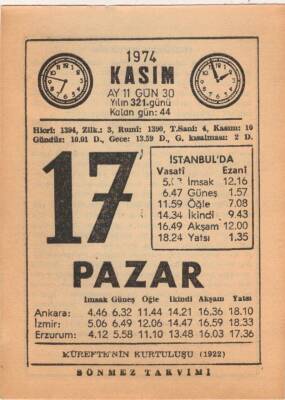 1974
KASIM
AY 11 GÜN 30
Yılın 321.günü
Kalan gün: 44
Hicrî: 1394, Zilk.: 3, Rumî: 1390, T.Sani: 4, Kasım: 10
Gündüz: 10.01 D., Gece: 13.59 D., G. kısalması: 2 D.
17
İSTANBUL'DA
Vasatî Ezanî
İmsak 12.16
6.47 Güneş 1.57
11.59 Öğle 7.08
14.34 İkindi 9.43
16.49 Akşam 12.00
18.24 Yatsı 1.35
PAZAR
İmsak Güneş Öğle İkindi Akşam Yatsı
Ankara: 4.46 6.32 11.44 14.21 16.36 18.10
İzmir: 5.06 6.49 12.06 14.47 16.59 18.33
Erzurum: 4.12 5.58 11.10 13.48 16.03 17.36
MÜREFTE'NİN KURTULUŞU (1922)
SÖNMEZ TAKVİMİ